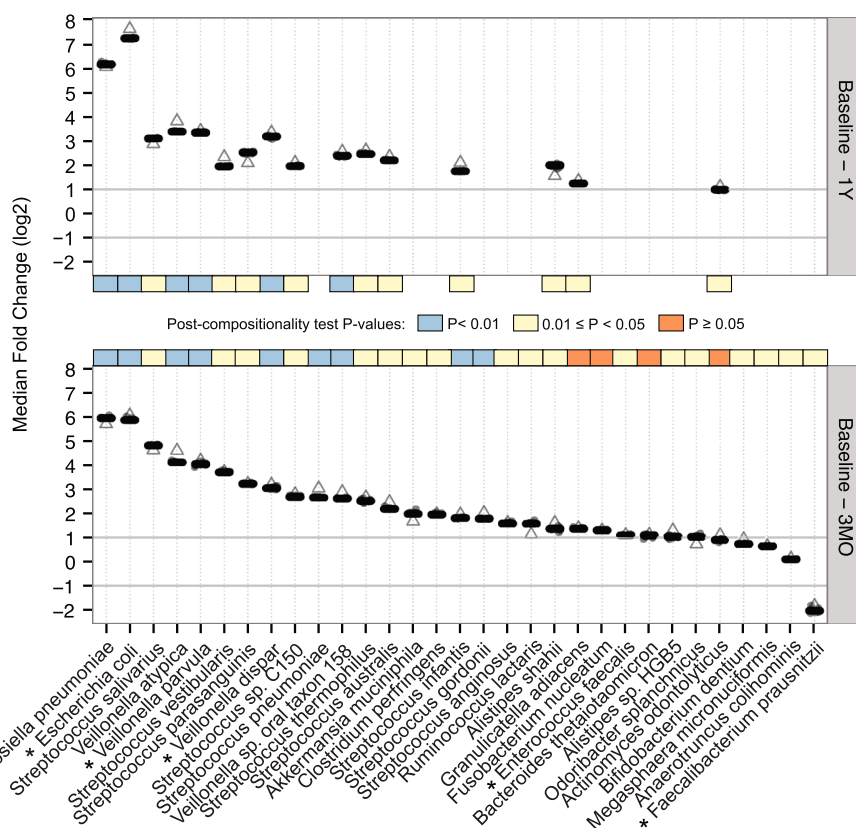 Median Fold Change (log2)
8
7
6
5
4
3
2
1
0
−1
−2
Baseline − 1Y
Post-compositionality test P-values: P< 0.01 0.01 ≤ P < 0.05 P ≥ 0.05
8
7
6
5
4
3
2
1
0
−1
−2
Baseline − 3MO
pneumoniae
* Escherichia coli
Streptococcus salivarius
Veillonella atypica
* Veillonella parvula
Streptococcus vestibularis
Streptococcus parasanguinis
* Veillonella dispar
Streptococcus sp. C150
Streptococcus pneumoniae
Veillonella sp. oral taxon 158
Streptococcus thermophilus
Streptococcus australis
Akkermansia muciniphila
Clostridium perfringens
Streptococcus infantis
Streptococcus gordonii
Streptococcus anginosus
Ruminococcus lactaris
Alistipes shahii
Granulicatella adiacens
Fusobacterium nucleatum
* Enterococcus faecalis
Bacteroides thetaiotaomicron
Alistipes sp. HGB5
Odoribacter splanchnicus
Actinomyces odontolyticus
Bifidobacterium dentium
Megasphaera micronuciformis
Anaerotruncus colihominis
* Faecalibacterium prausnitzii